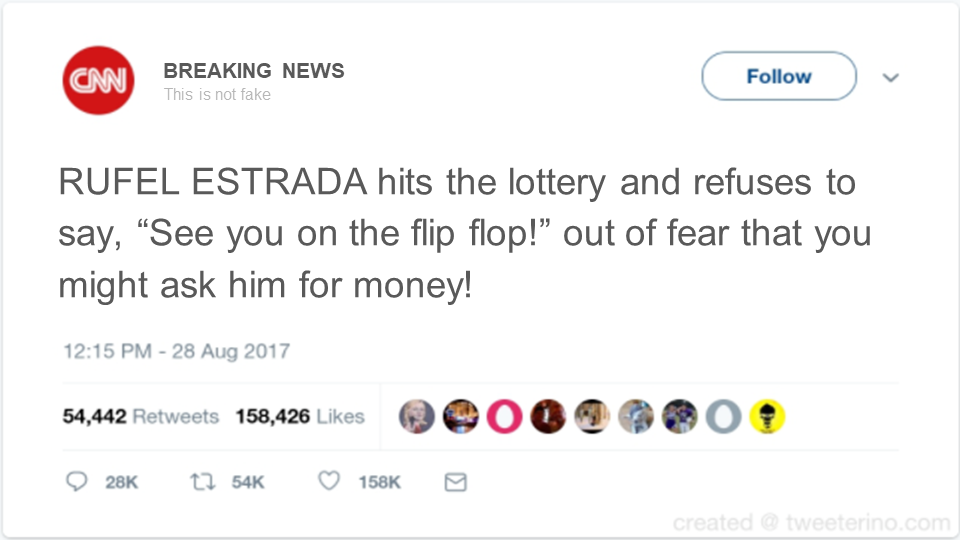 CNN
BREAKING NEWS
This is not fake
Follow
RUFEL ESTRADA hits the lottery and refuses to
say, “See you on the flip flop!” out of fear that you
might ask him for money!
12:15 PM - 28 Aug 2017
54,442 Retweets 158,426 Likes
28K 54K 158K
created @ tweeterino.com